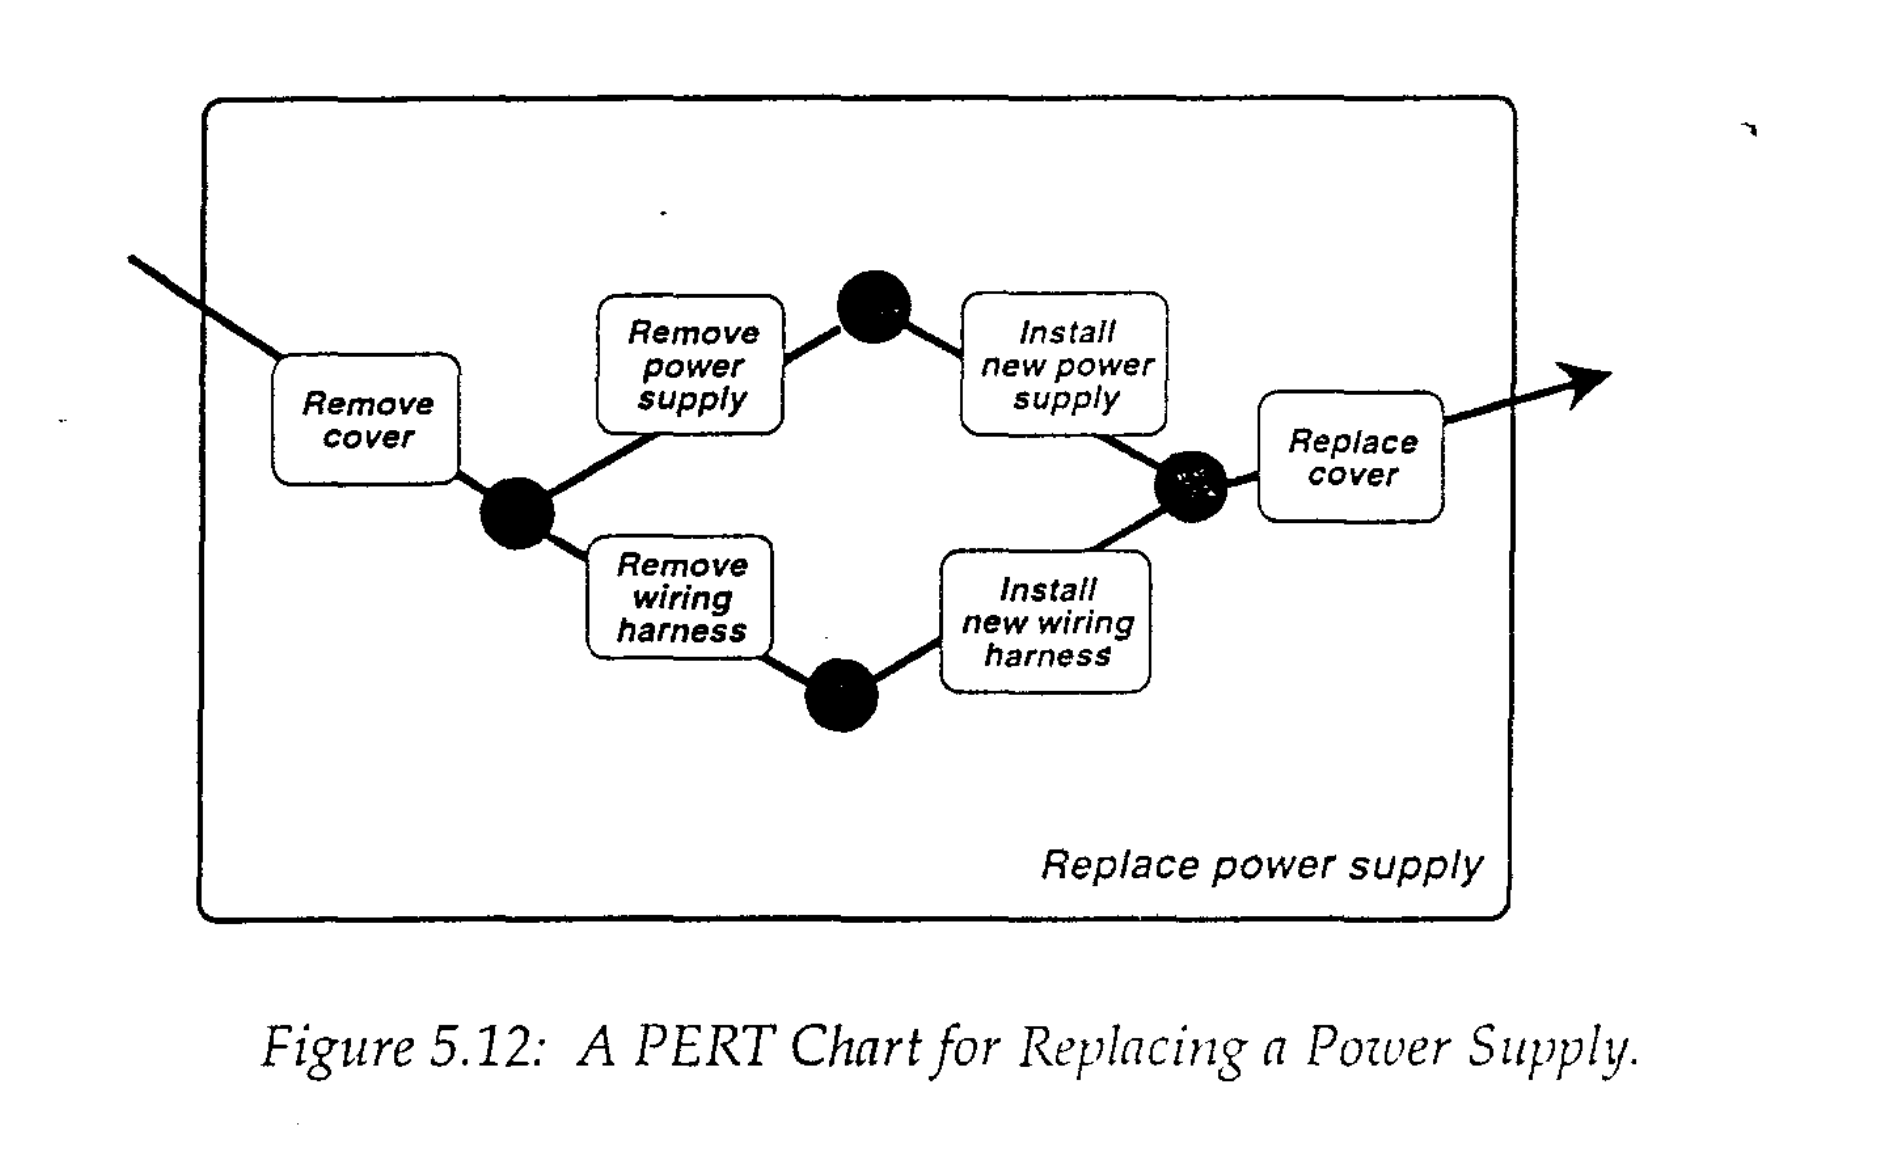 Remove
cover
Remove
power
supply
Install
new power
supply
Remove
wiring
harness
Install
new wiring
harness
Replace
cover
Replace power supply
Figure 5.12: A PERT Chart for Replacing a Power Supply.